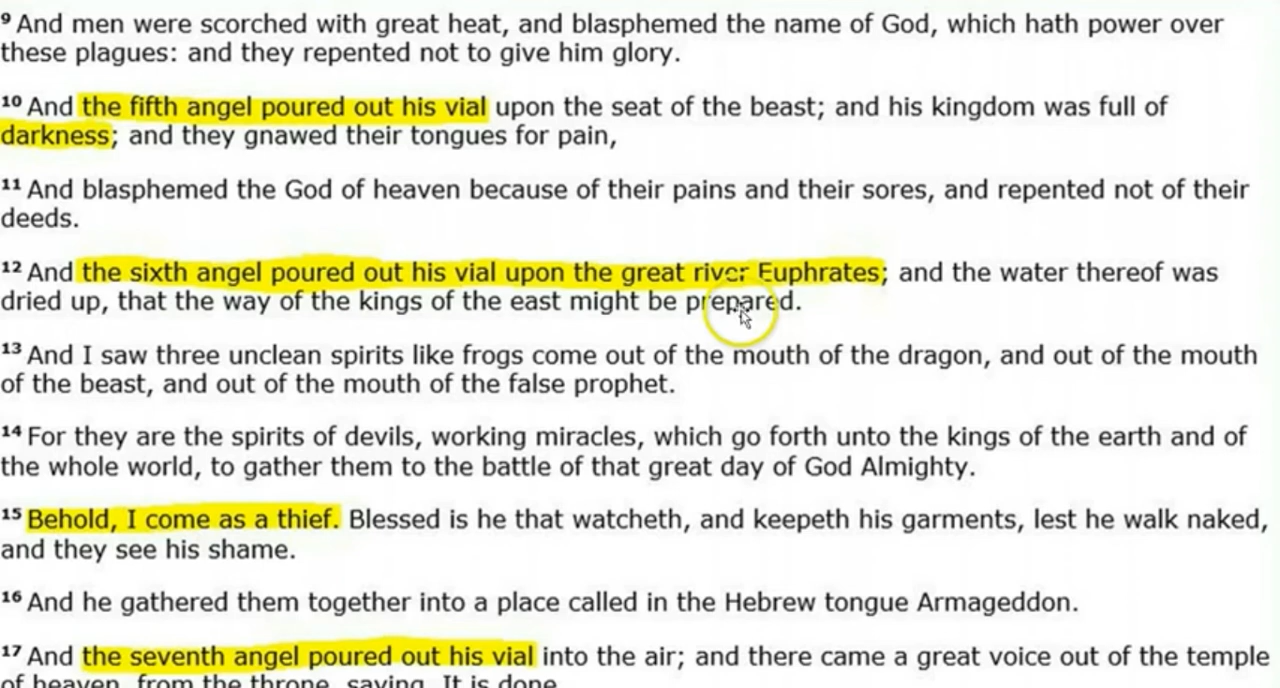 9 And men were scorched with great heat, and blasphemed the name of God, which hath power over
these plagues: and they repented not to give him glory.
10 And the fifth angel poured out his vial upon the seat of the beast; and his kingdom was full of
darkness; and they gnawed their tongues for pain,
11 And blasphemed the God of heaven because of their pains and their sores, and repented not of their
deeds.
12 And the sixth angel poured out his vial upon the great river Euphrates; and the water thereof was
dried up, that the way of the kings of the east might be prepared.
13 And I saw three unclean spirits like frogs come out of the mouth of the dragon, and out of the mouth
of the beast, and out of the mouth of the false prophet.
14 For they are the spirits of devils, working miracles, which go forth unto the kings of the earth and of
the whole world, to gather them to the battle of that great day of God Almighty.
15 Behold, I come as a thief. Blessed is he that watcheth, and keepeth his garments, lest he walk naked,
and they see his shame.
16 And he gathered them together into a place called in the Hebrew tongue Armageddon.
17 And the seventh angel poured out his vial into the air; and there came a great voice out of the temple
of heaven, from the throne, saying, It is done.